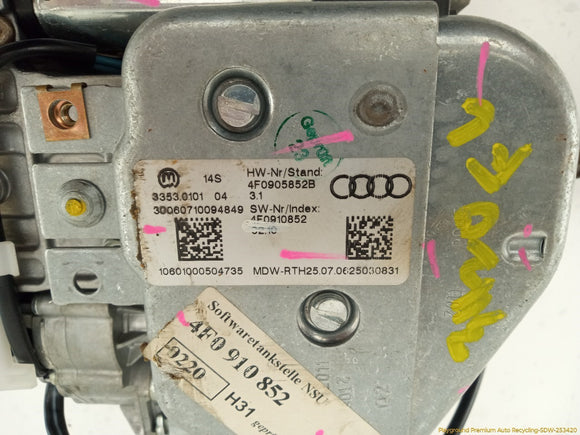 14S
HW-Nr/Stand:
4F0905852B
3353.0101 04
3.1
30060710094849
SW-Nr/Index:
4F0910852
10601000504735
MDW-RTH25.07.0625030831
Softwaretankstelle NSU
4F0 910 852
0220
H31
Playground Premium Auto Recycling-SDW-253420